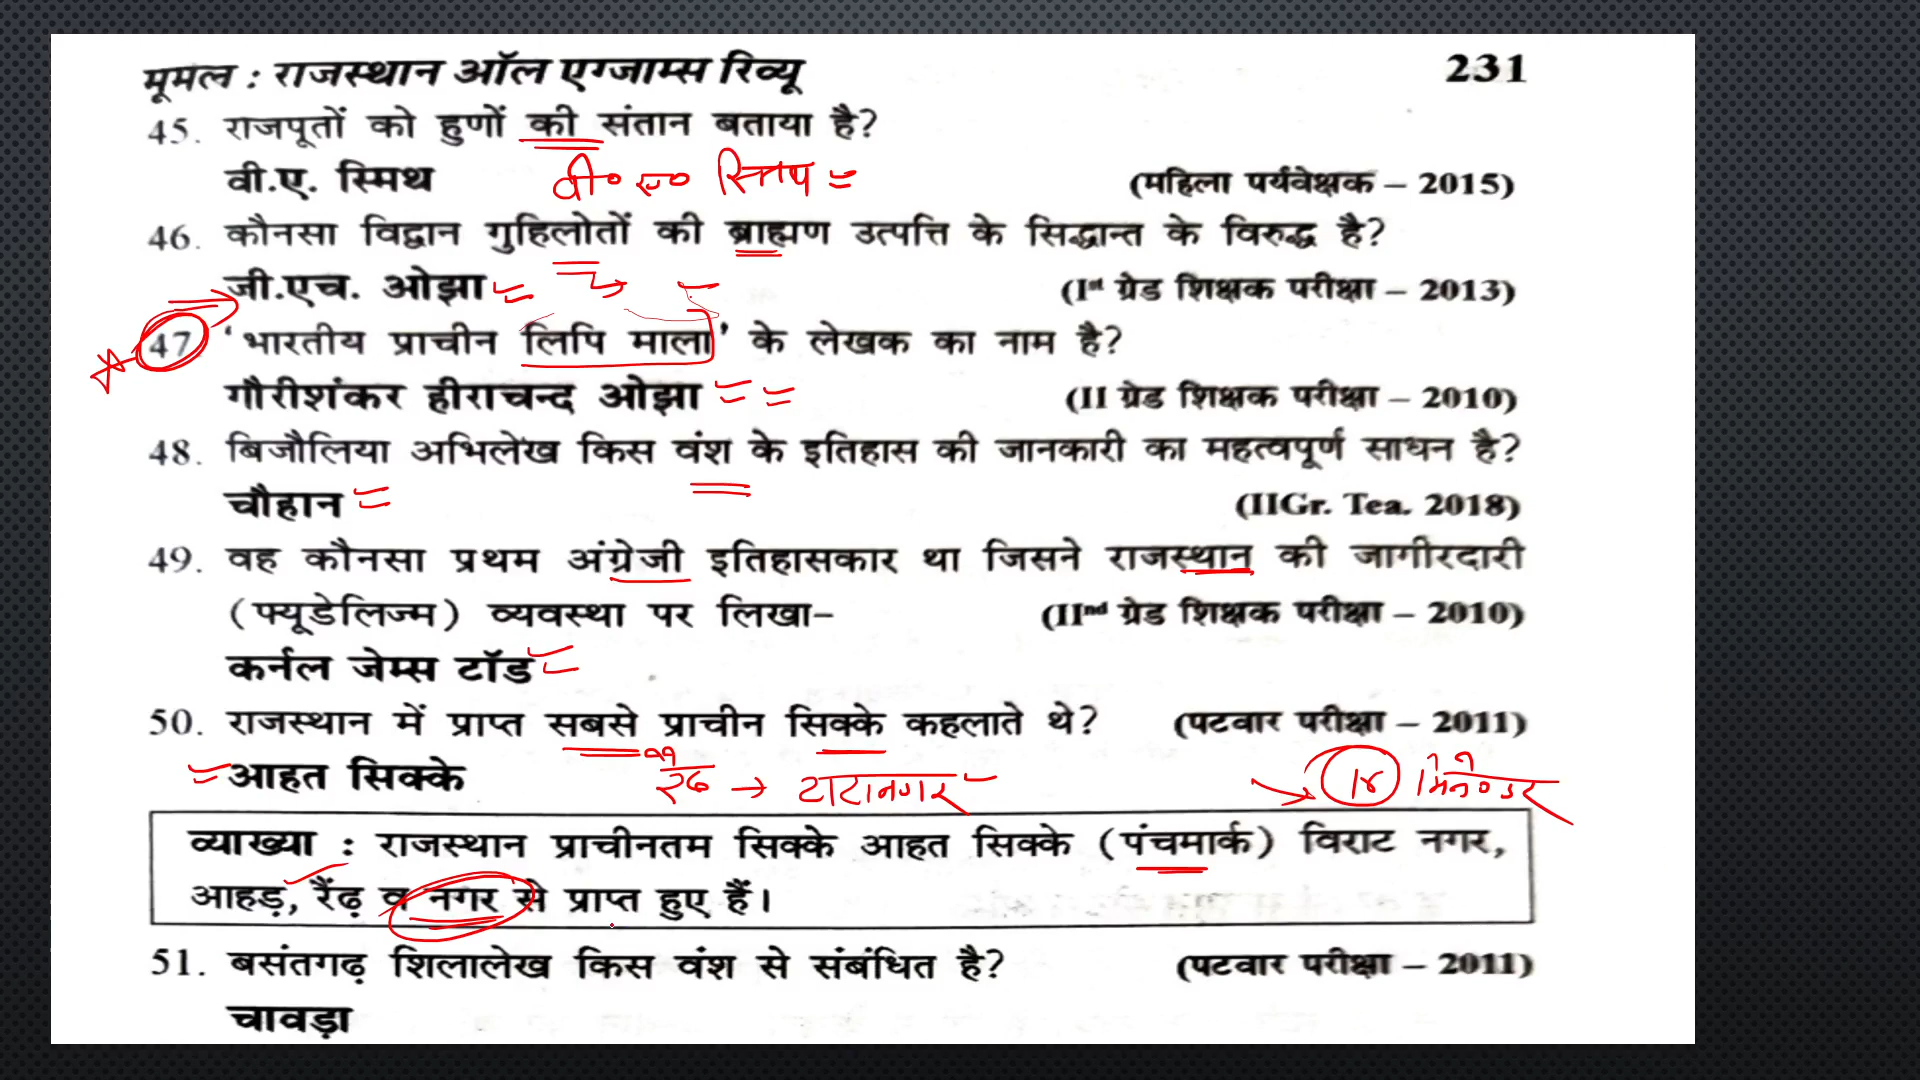 मूमल : राजस्थान ऑल एग्जाम्स रिव्यू 231
45. राजपूतों को हुणों की संतान बताया है?
वी.ए. स्मिथ वी० ए० स्मिथ (महिला पर्यवेक्षक – 2015)
46. कौनसा विद्वान गुहिलोतों की ब्राह्मण उत्पत्ति के सिद्धान्त के विरुद्ध है?
जी.एच. ओझा (Ist ग्रेड शिक्षक परीक्षा – 2013)
47 'भारतीय प्राचीन लिपि माला' के लेखक का नाम है?
गौरीशंकर हीराचन्द ओझा (II ग्रेड शिक्षक परीक्षा – 2010)
48. बिजौलिया अभिलेख किस वंश के इतिहास की जानकारी का महत्वपूर्ण साधन है?
चौहान (IIGr. Tea. 2018)
49. वह कौनसा प्रथम अंग्रेजी इतिहासकार था जिसने राजस्थान की जागीरदारी
(फ्यूडेलिज्म) व्यवस्था पर लिखा– (IInd ग्रेड शिक्षक परीक्षा – 2010)
कर्नल जेम्स टॉड
50. राजस्थान में प्राप्त सबसे प्राचीन सिक्के कहलाते थे? (पटवार परीक्षा – 2011)
आहत सिक्के टाटानगर
व्याख्या : राजस्थान प्राचीनतम सिक्के आहत सिक्के (पंचमार्क) विराट नगर,
आहड़, रैंढ़ व नगर से प्राप्त हुए हैं।
51. बसंतगढ़ शिलालेख किस वंश से संबंधित है? (पटवार परीक्षा – 2011)
चावड़ा